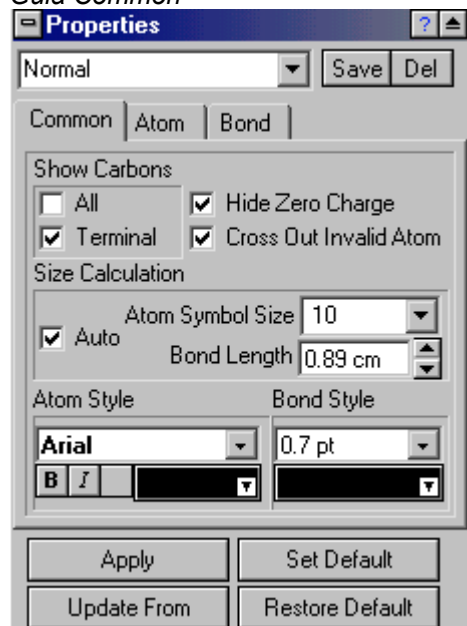 Guia Common
Properties ?
Normal Save Del
Common Atom Bond
Show Carbons
All Hide Zero Charge
Terminal Cross Out Invalid Atom
Size Calculation
Auto Atom Symbol Size 10
Bond Length 0.89 cm
Atom Style Bond Style
Arial 0.7 pt
B I
Apply Set Default
Update From Restore Default